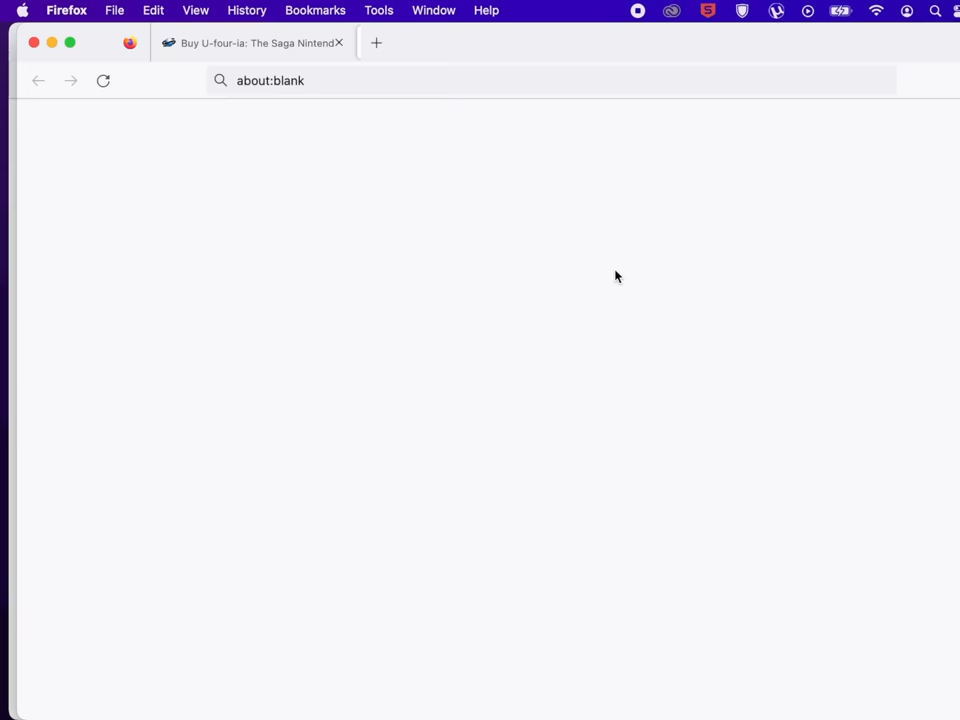 Firefox File Edit View History Bookmarks Tools Window Help
Buy U-four-ia: The Saga Nintend
about:blank